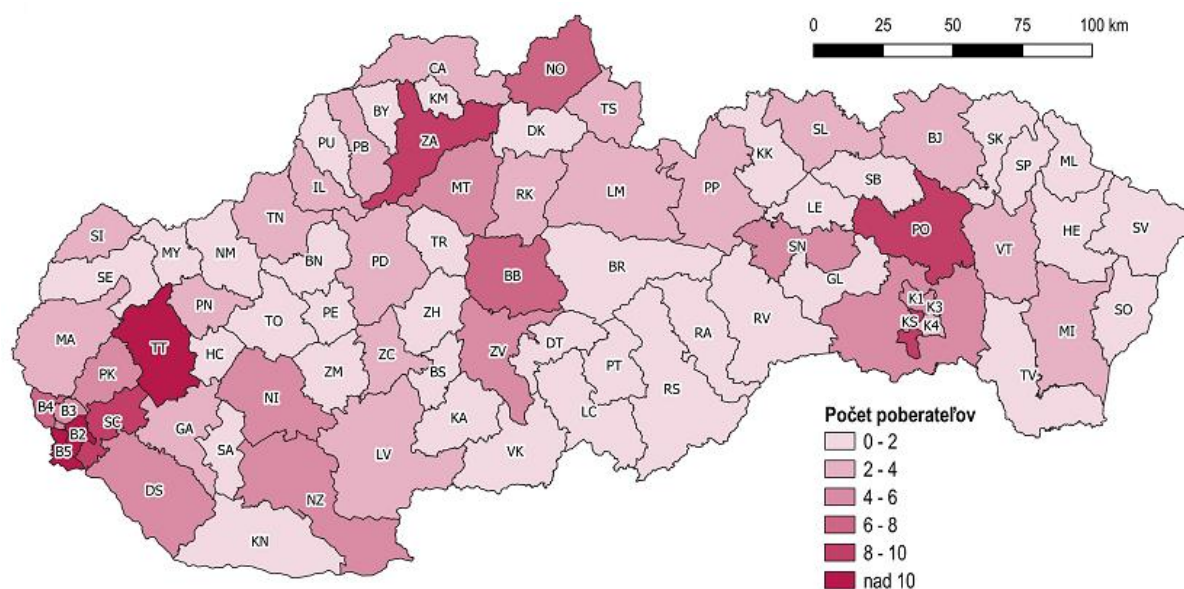 0 25 50 75 100 km
NO
CA
KM
TS
BY
ZA
DK
SL
BJ
SK
PU
PB
KK
SP
ML
IL
MT
RK
LM
PP
SB
LE
TN
PO
HE
SV
SI
TR
SN
VT
MY
NM
BN
PD
BB
BR
GL
SE
PN
PE
ZH
K1
K3
SO
MA
TT
HC
TO
ZC
ZV
DT
RA
RV
KS
K4
MI
PK
ZM
BS
PT
TV
B4
B3
SC
NI
KA
LC
RS
B2
GA
SA
LV
VK
B5
DS
NZ
KN
Počet poberateľov
0 - 2
2 - 4
4 - 6
6 - 8
8 - 10
nad 10